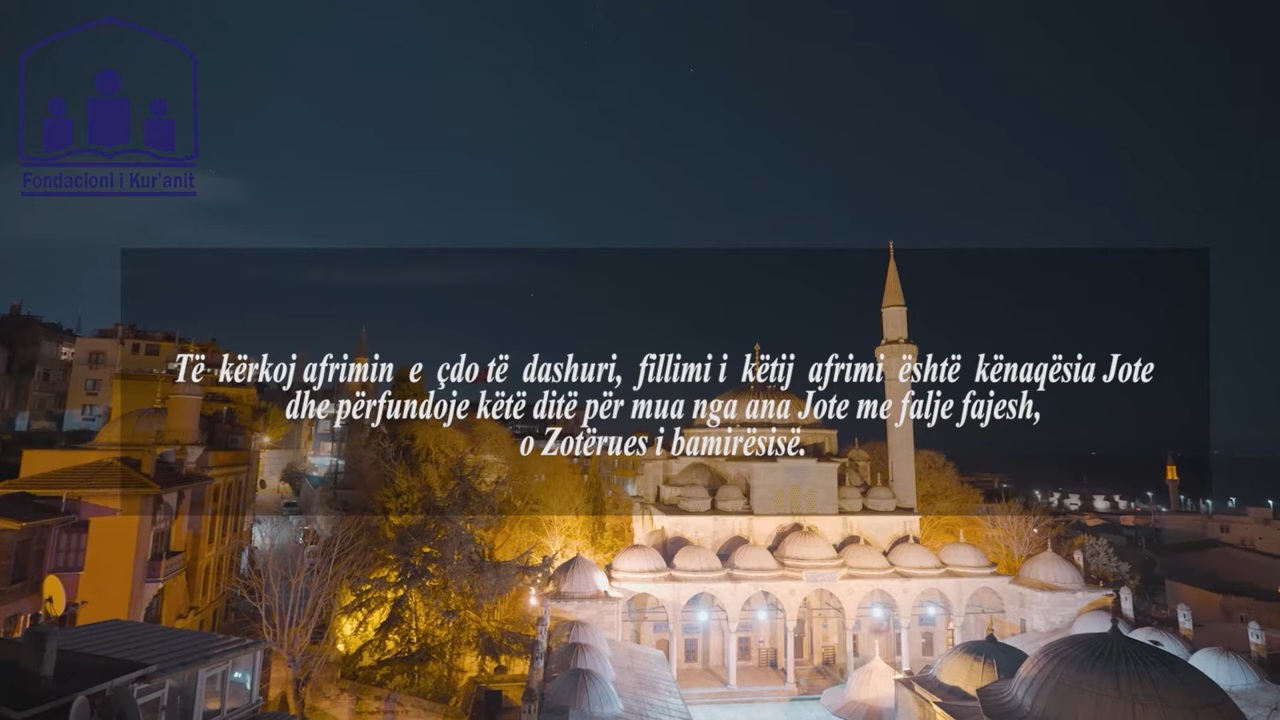 Fondacioni i Kur'anit
Të kërkoj afrimin e çdo të dashuri, fillimi i këtij afrimi është kënaqësia Jote
dhe përfundoje këtë ditë për mua nga ana Jote me falje fajesh,
o Zotërues i bamirësisë.